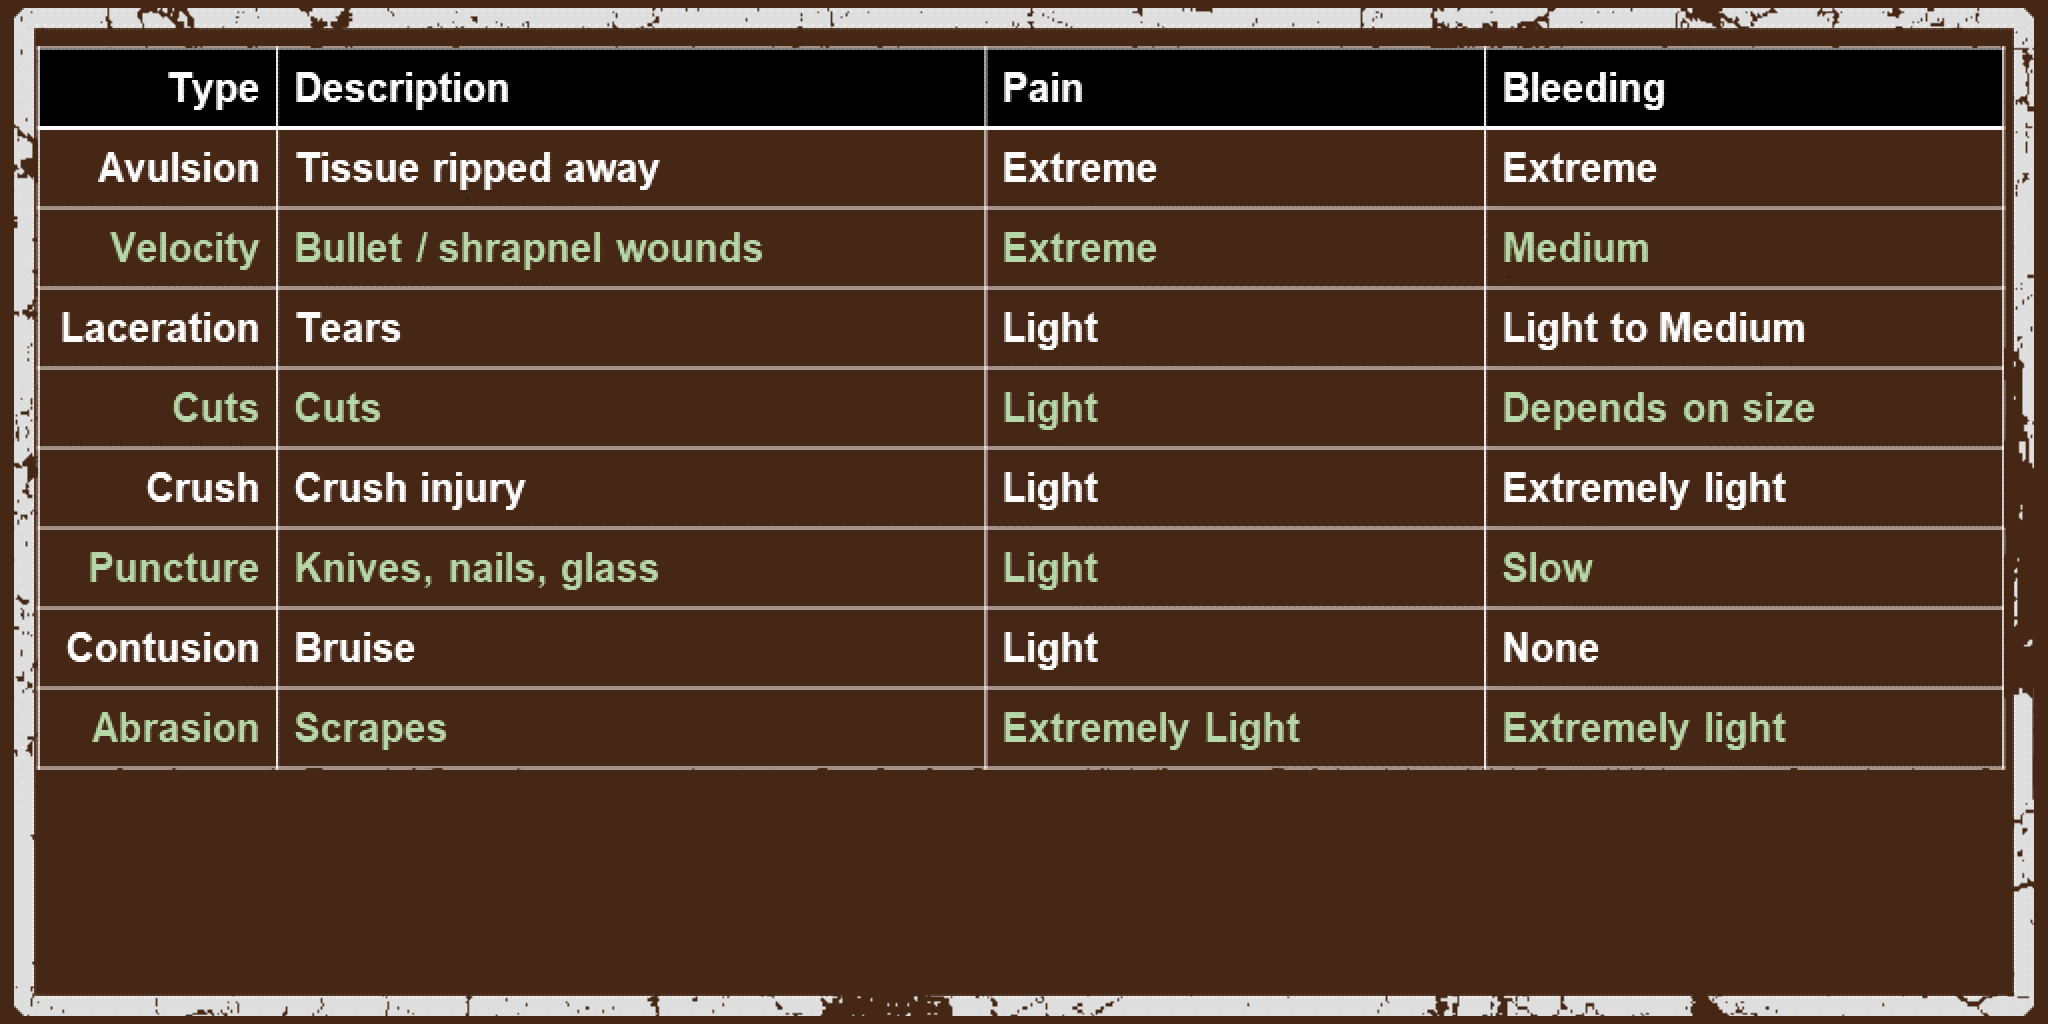 Type Description Pain Bleeding
Avulsion Tissue ripped away Extreme Extreme
Velocity Bullet / shrapnel wounds Extreme Medium
Laceration Tears Light Light to Medium
Cuts Cuts Light Depends on size
Crush Crush injury Light Extremely light
Puncture Knives, nails, glass Light Slow
Contusion Bruise Light None
Abrasion Scrapes Extremely Light Extremely light